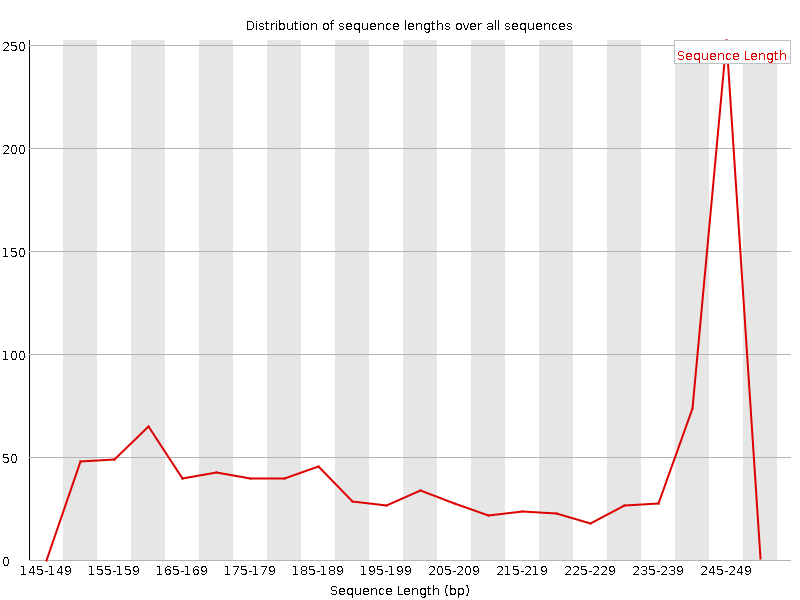 Distribution of sequence lengths over all sequences
Sequence Length
250
200
150
100
50
0
145-149 155-159 165-169 175-179 185-189 195-199 205-209 215-219 225-229 235-239 245-249
Sequence Length (bp)